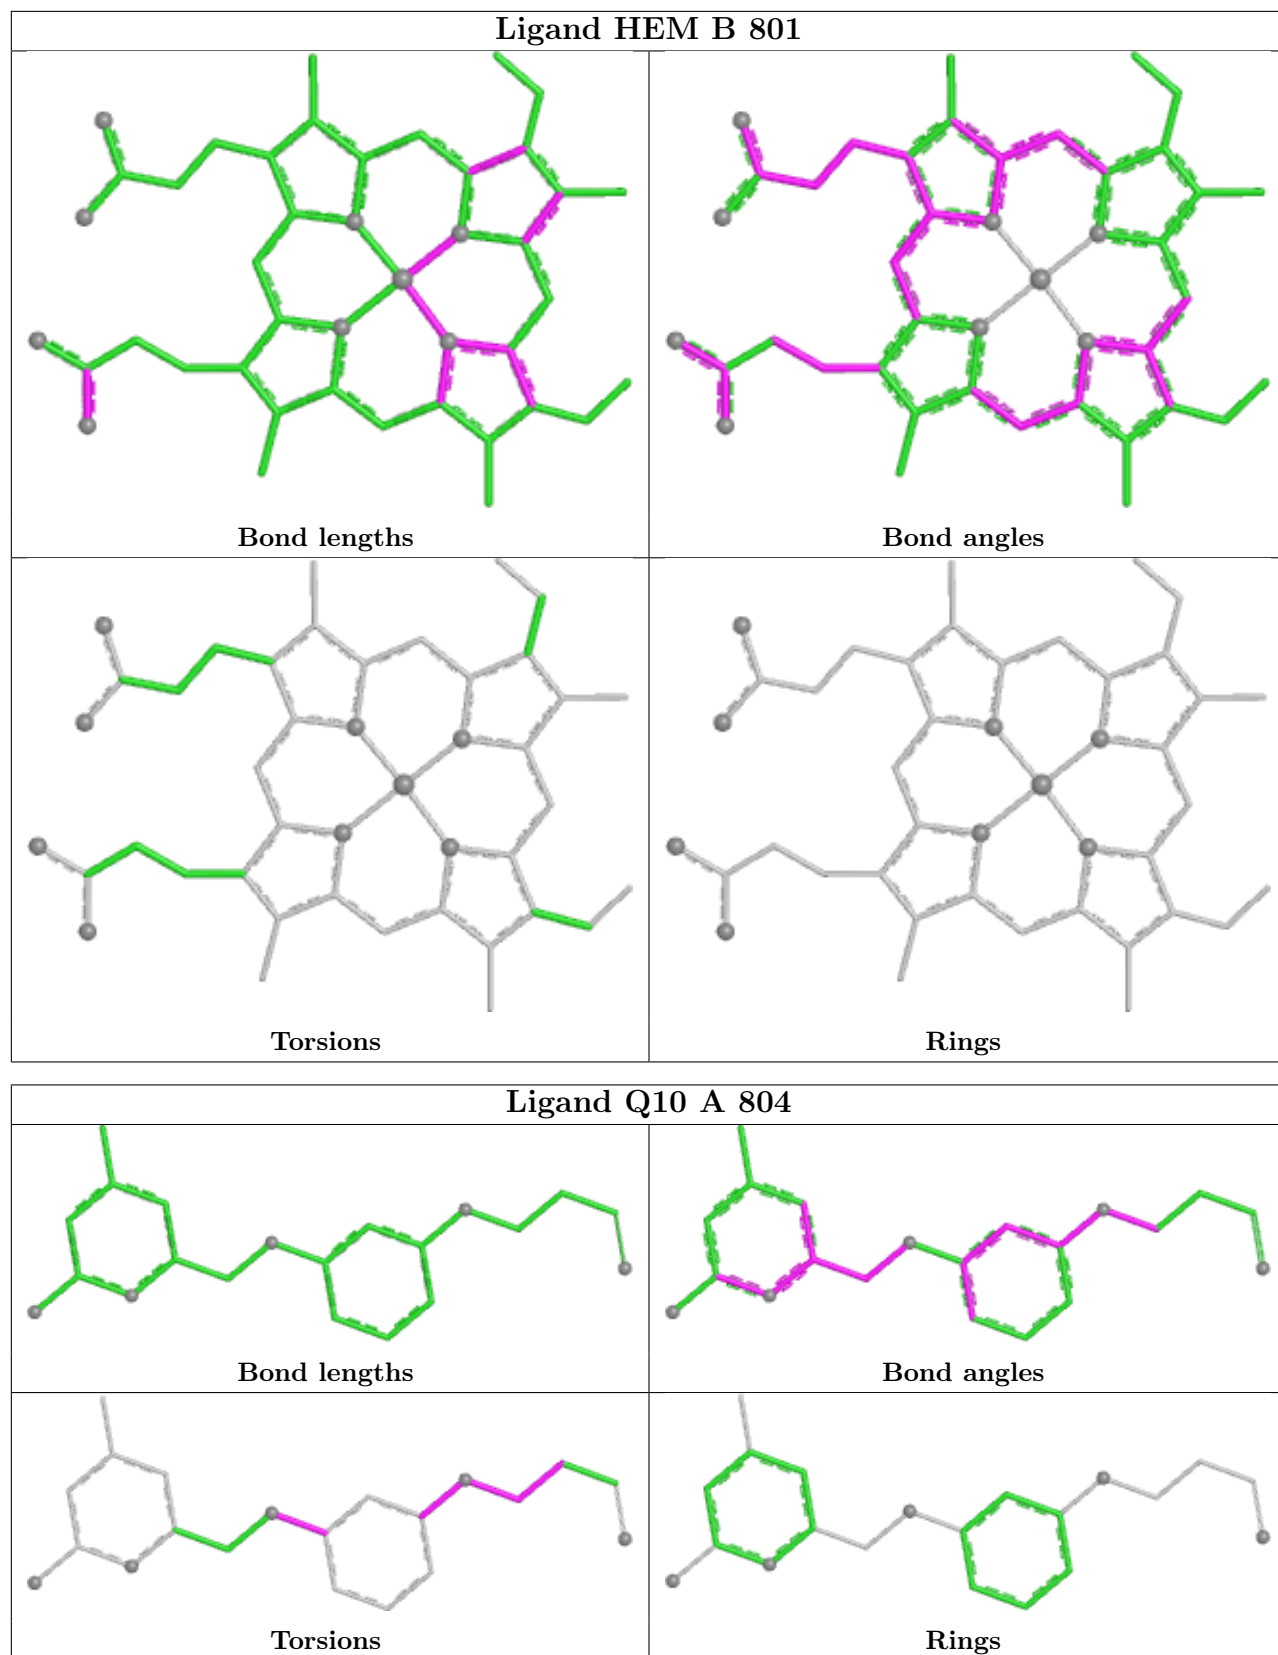 Ligand HEM B 801
Bond lengths
Bond angles
Torsions
Rings
Ligand Q10 A 804
Bond lengths
Bond angles
Torsions
Rings